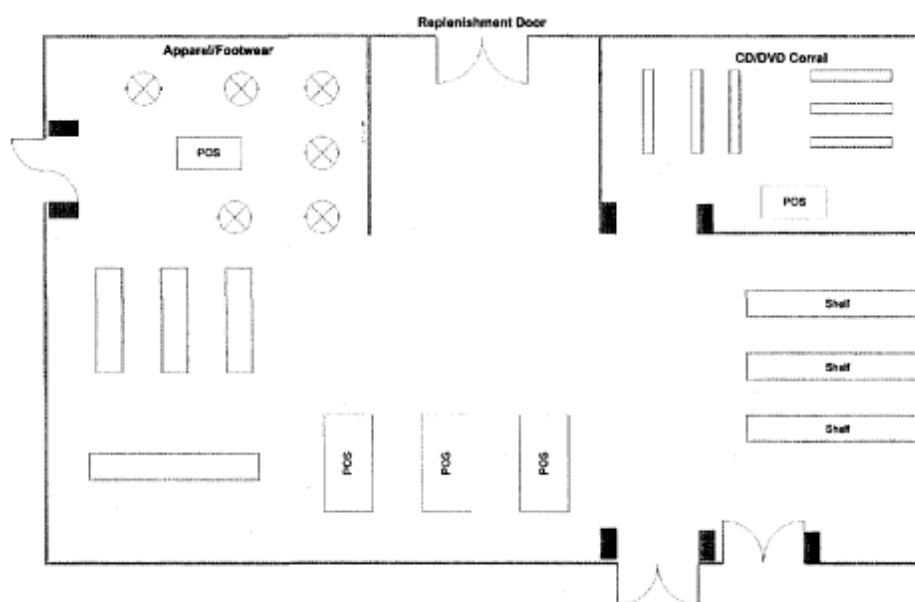 Replenishment Door
Apparel/Footwear
CD/DVD Corral
POS
POS
Shelf
Shelf
Shelf
POS
POS
POS